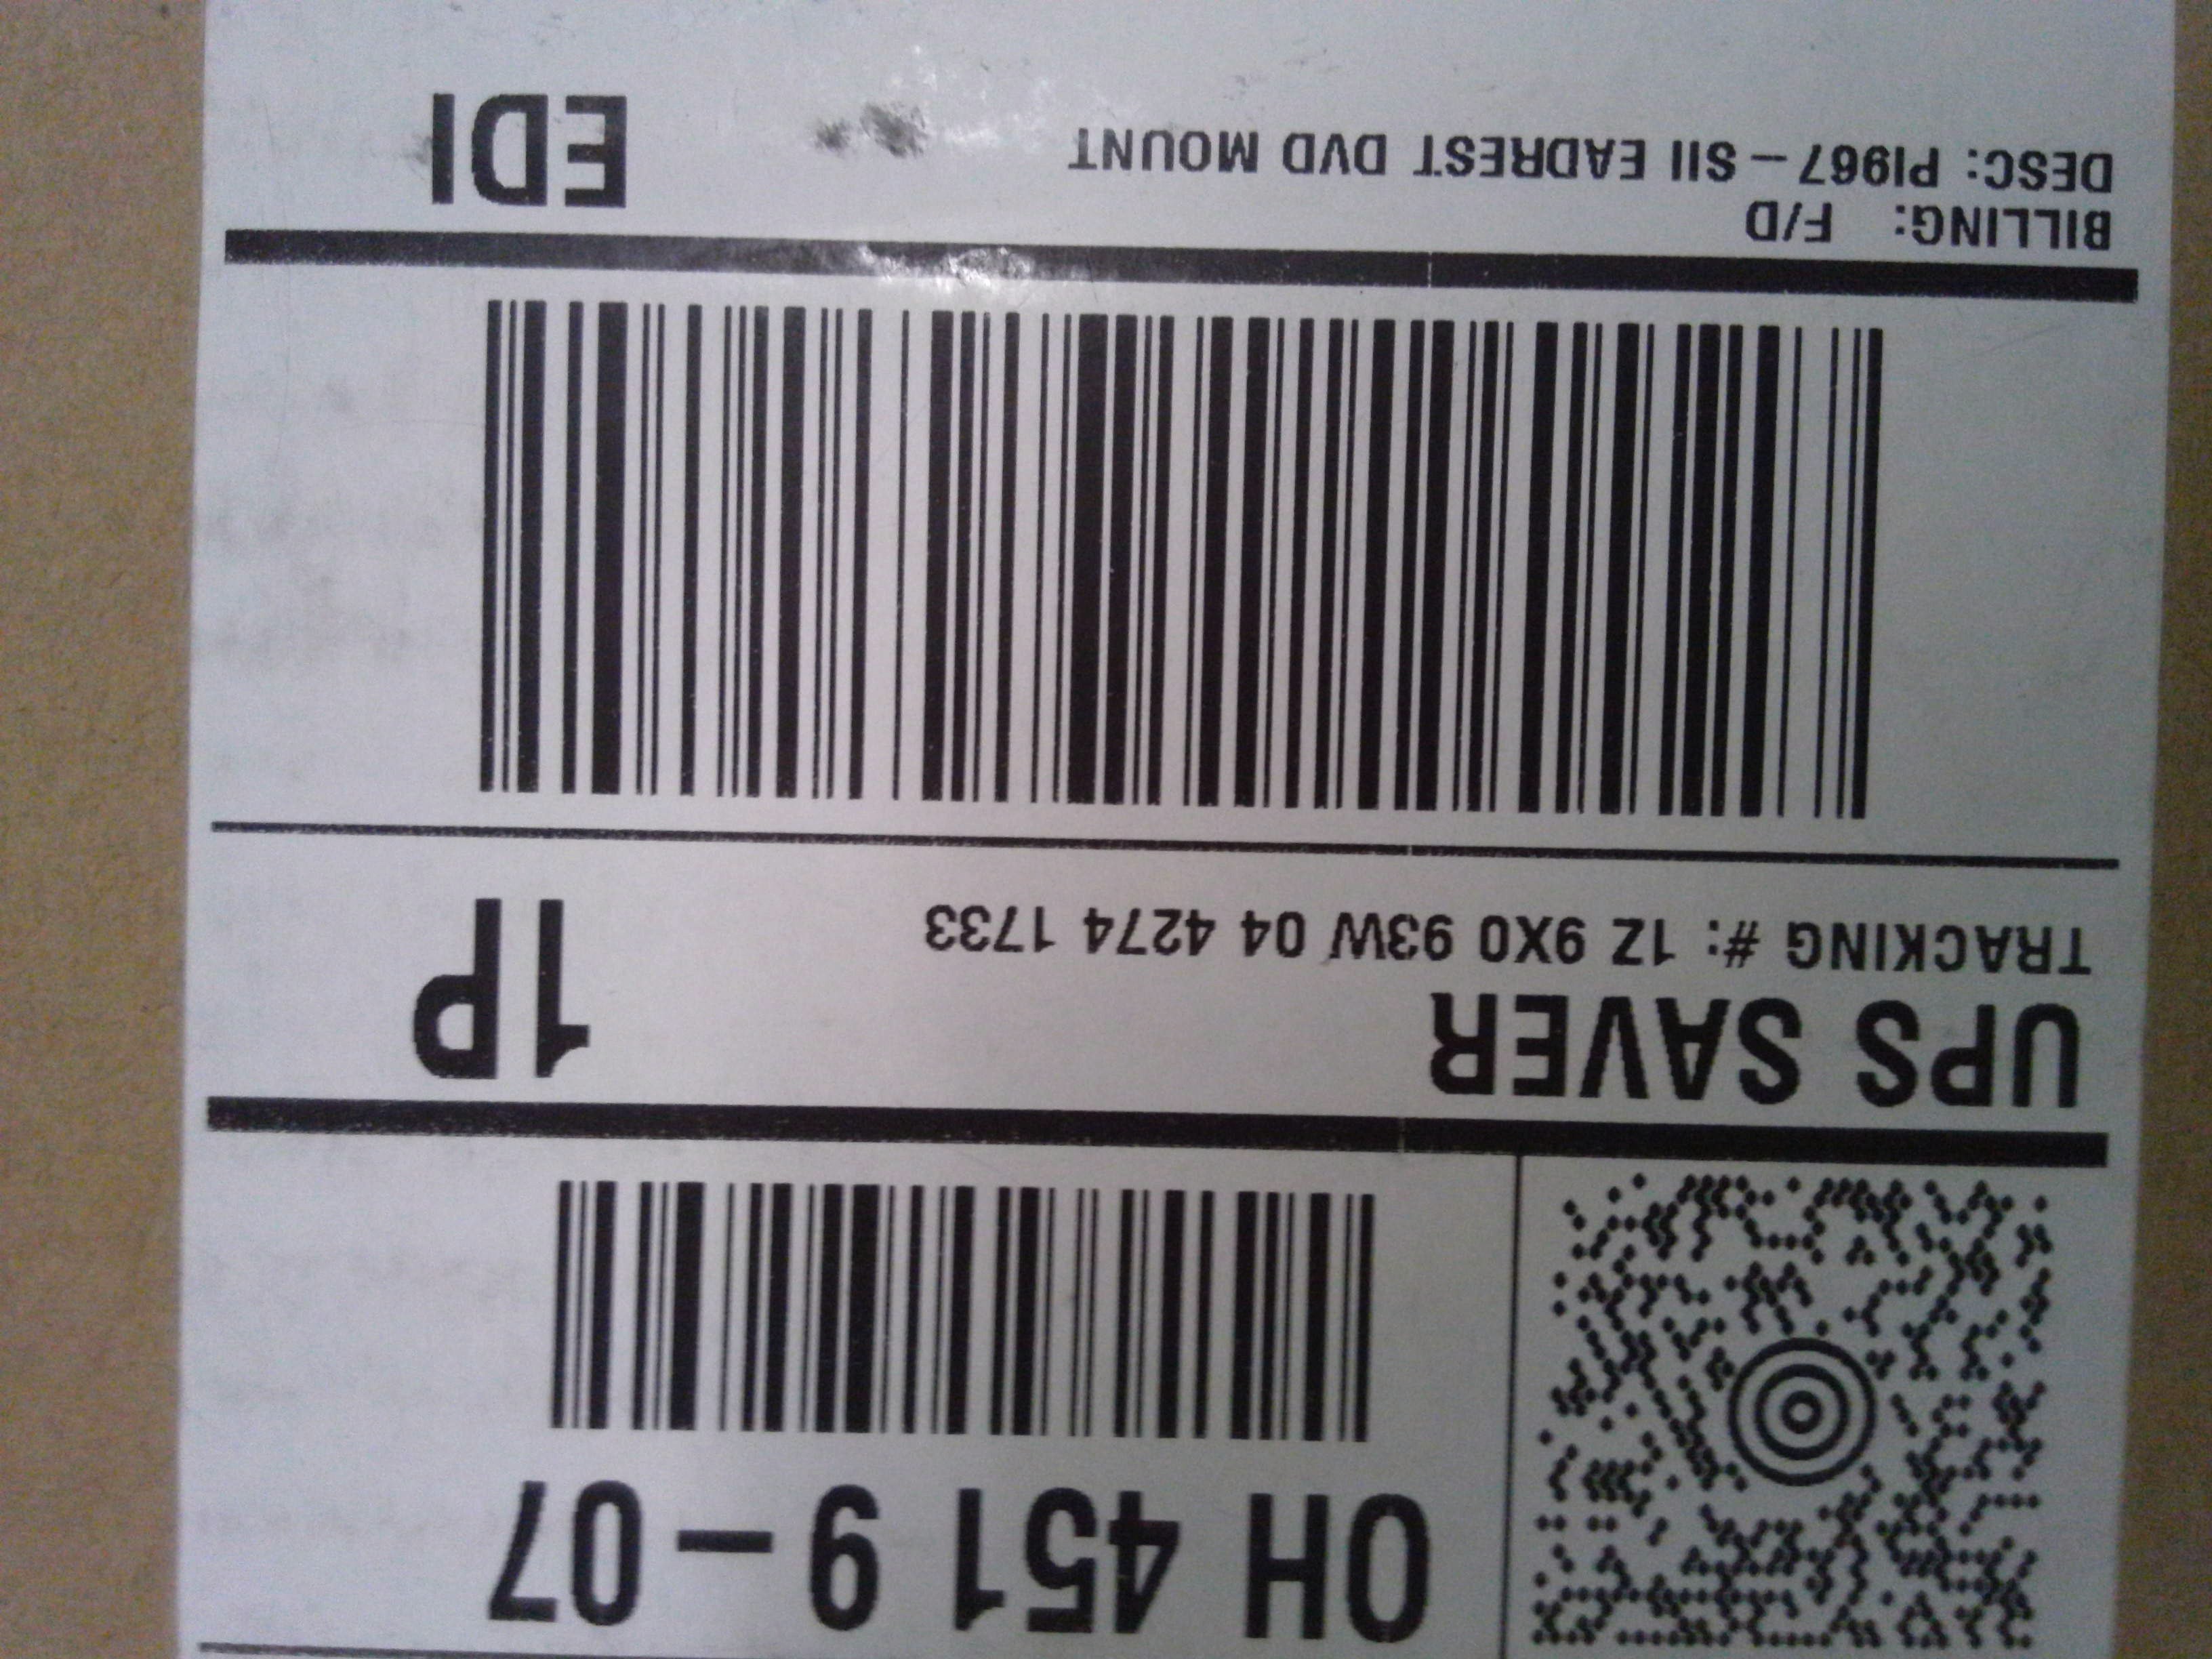 OH 451 9-07
UPS SAVER
TRACKING #: 1Z 9X0 93W 04 4274 1733
1P
BILLING: F/D
DESC: PI967-SII EADREST DVD MOUNT
EDI